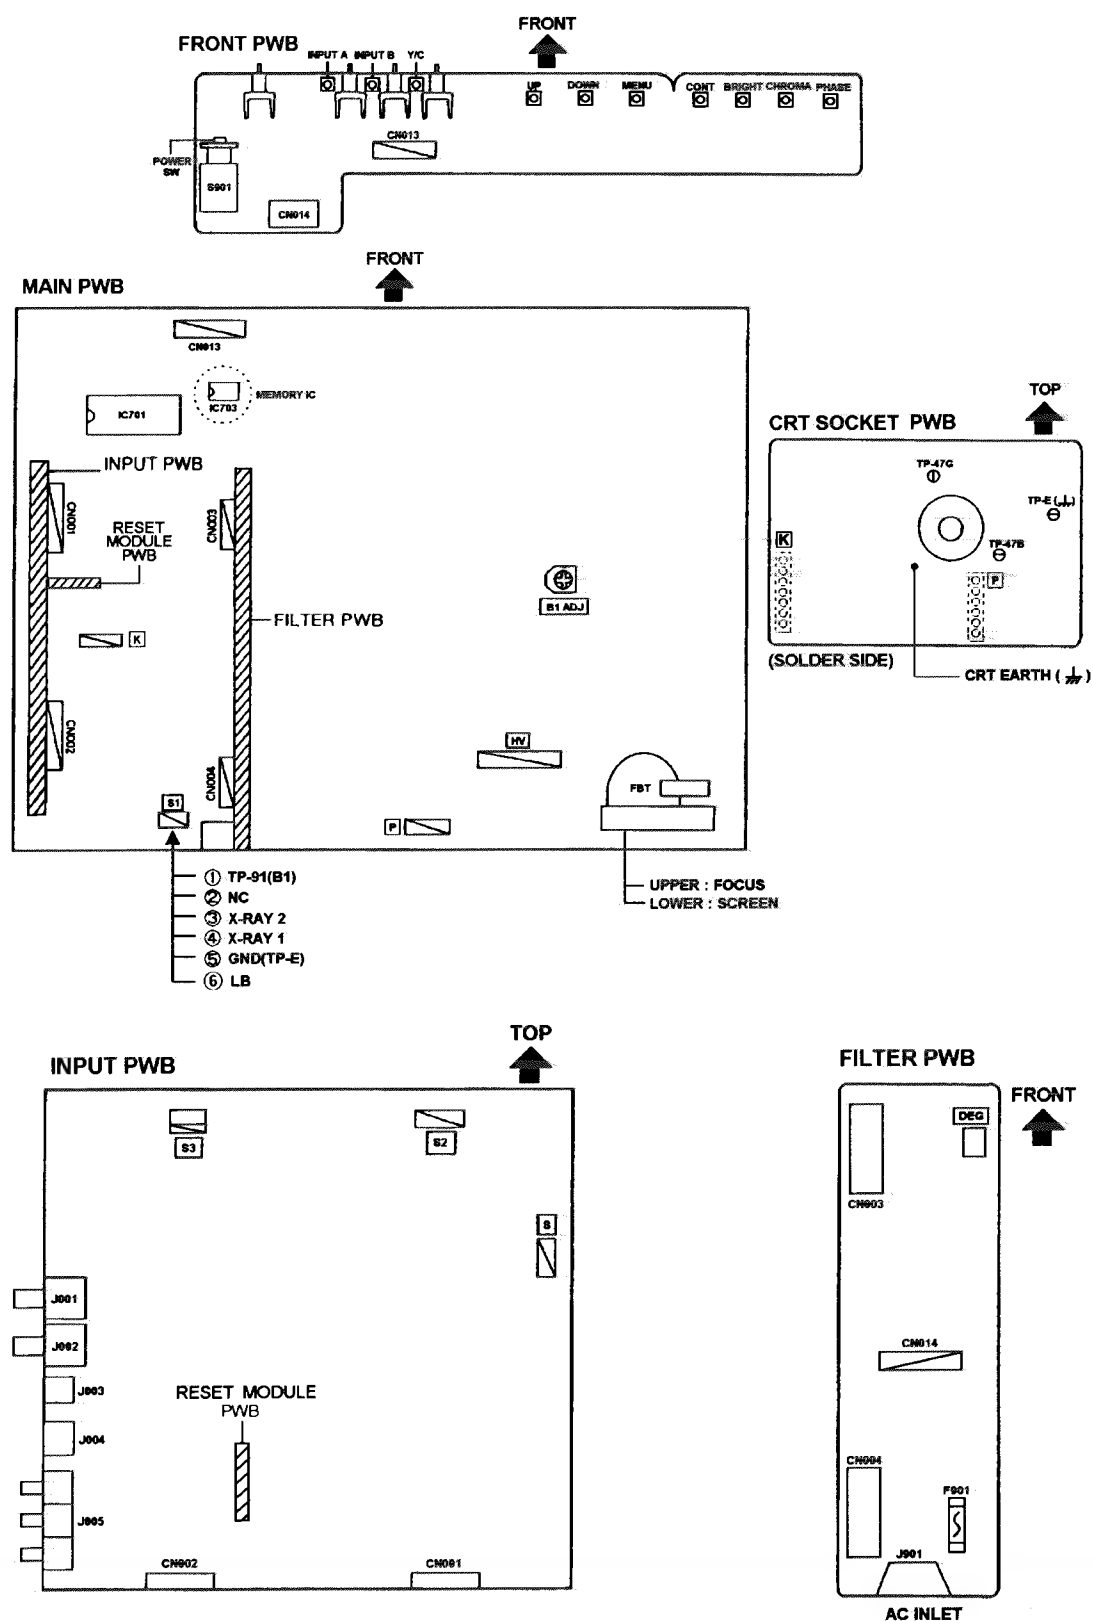 FRONT
FRONT PWB
INPUT A INPUT B Y/C
UP DOWN MENU CONT BRIGHT CHROMA PHASE
CN013
POWER
SW
S901
CN014
FRONT
MAIN PWB
CN013
IC703
MEMORY IC
IC701
INPUT PWB
CN001
CN003
RESET
MODULE
PWB
K
FILTER PWB
B1 ADJ
CN002
CN004
HV
FBT
S1
P
① TP-91(B1)
② NC
③ X-RAY 2
④ X-RAY 1
⑤ GND(TP-E)
⑥ LB
UPPER : FOCUS
LOWER : SCREEN
TOP
CRT SOCKET PWB
TP-47G
TP-E ( )
K
TP-47B
P
(SOLDER SIDE)
CRT EARTH ( )
TOP
INPUT PWB
S3
S2
S
J001
J002
J003
J004
J005
RESET MODULE
PWB
CN002
CN001
FILTER PWB
FRONT
DEG
CN003
CN014
CN004
F901
J901
AC INLET